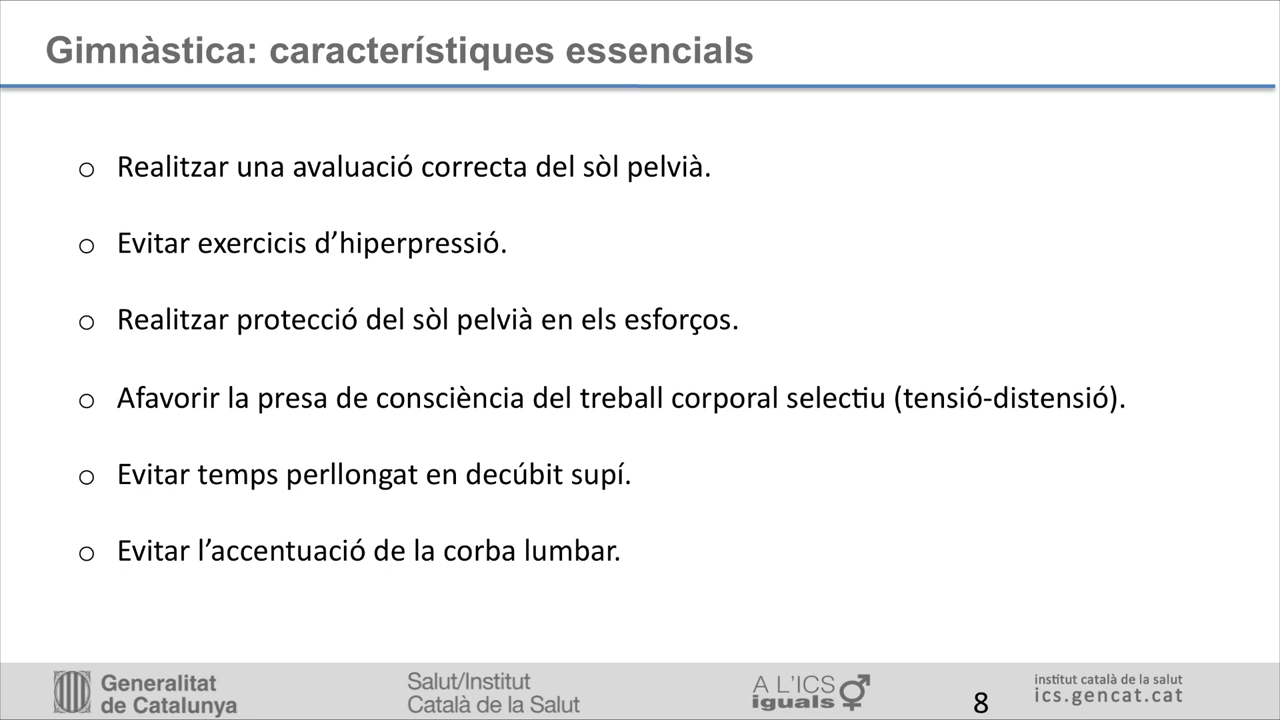 Gimnàstica: característiques essencials
o Realitzar una avaluació correcta del sòl pelvià.
o Evitar exercicis d’hiperpressió.
o Realitzar protecció del sòl pelvià en els esforços.
o Afavorir la presa de consciència del treball corporal selectiu (tensió-distensió).
o Evitar temps perllongat en decúbit supí.
o Evitar l’accentuació de la corba lumbar.
Generalitat
de Catalunya
Salut/Institut
Català de la Salut
A L'ICS
iguals
8
institut català de la salut
ics.gencat.cat